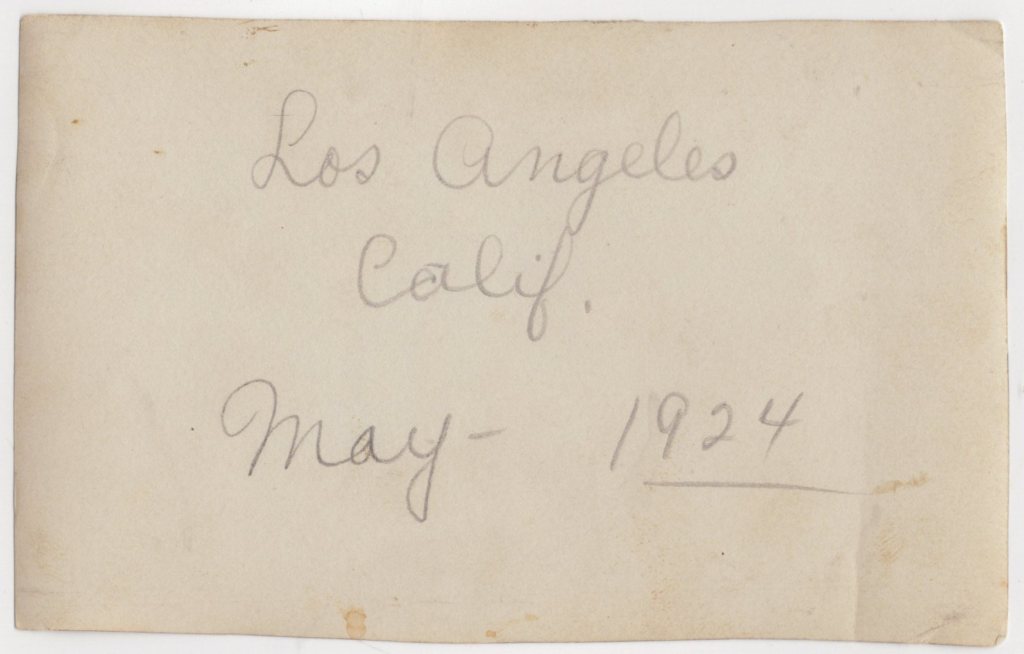 Los Angeles
Calif.
May - 1924